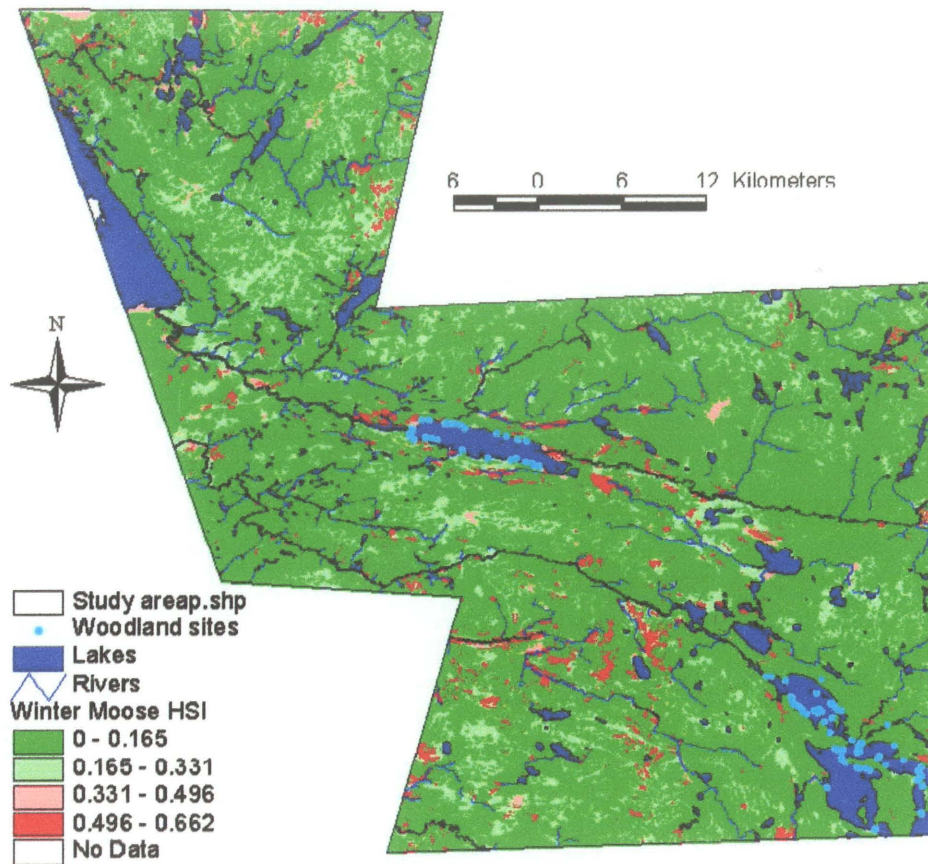 6 0 6 12 Kilometers
N
Study areap.shp
Woodland sites
Lakes
Rivers
Winter Moose HSI
0 - 0.165
0.165 - 0.331
0.331 - 0.496
0.496 - 0.662
No Data